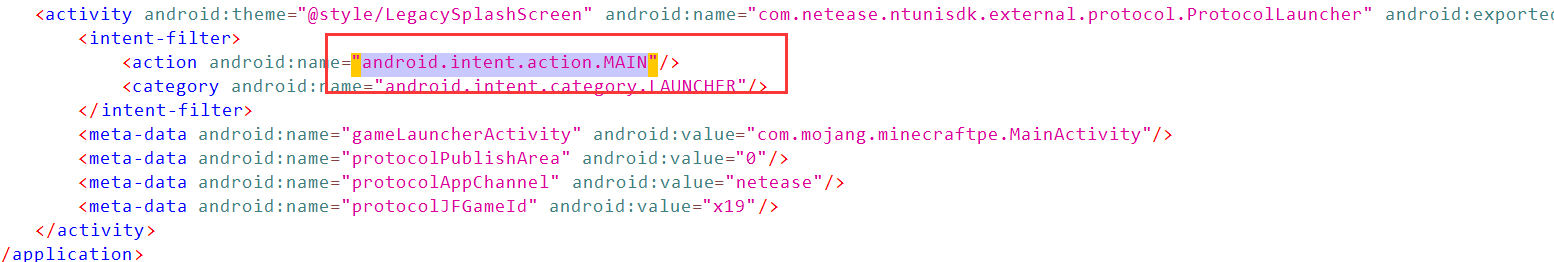 <activity android:theme="@style/LegacySplashScreen" android:name="com.netease.ntunisdk.external.protocol.ProtocolLauncher" android:exported
<intent-filter>
<action android:name="android.intent.action.MAIN"/>
<category android:name="android.intent.category.LAUNCHER"/>
</intent-filter>
<meta-data android:name="gameLauncherActivity" android:value="com.mojang.minecraftpe.MainActivity"/>
<meta-data android:name="protocolPublishArea" android:value="0"/>
<meta-data android:name="protocolAppChannel" android:value="netease"/>
<meta-data android:name="protocolJFGameId" android:value="x19"/>
</activity>
/application>